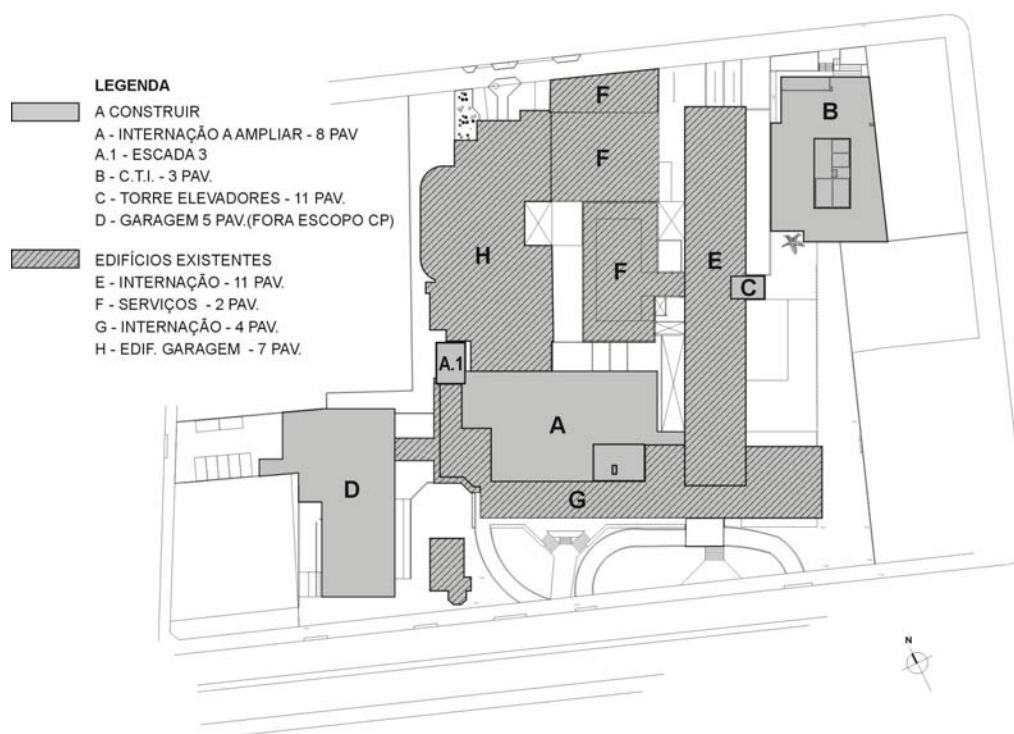 LEGENDA
A CONSTRUIR
A - INTERNAÇÃO A AMPLIAR - 8 PAV
A.1 - ESCADA 3
B - C.T.I. - 3 PAV.
C - TORRE ELEVADORES - 11 PAV.
D - GARAGEM 5 PAV.(FORA ESCOPO CP)
EDIFÍCIOS EXISTENTES
E - INTERNAÇÃO - 11 PAV.
F - SERVIÇOS - 2 PAV.
G - INTERNAÇÃO - 4 PAV.
H - EDIF. GARAGEM - 7 PAV.
F
B
F
H
F
E
C
A.1
A
D
G
N